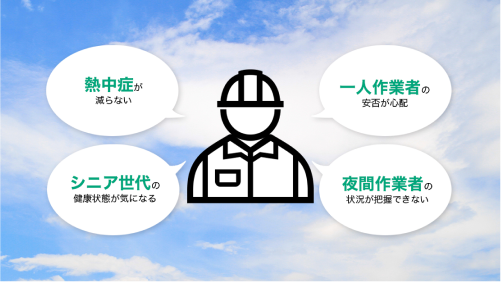 熱中症が
減らない
一人作業者の
安否が心配
シニア世代の
健康状態が気になる
夜間作業者の
状況が把握できない